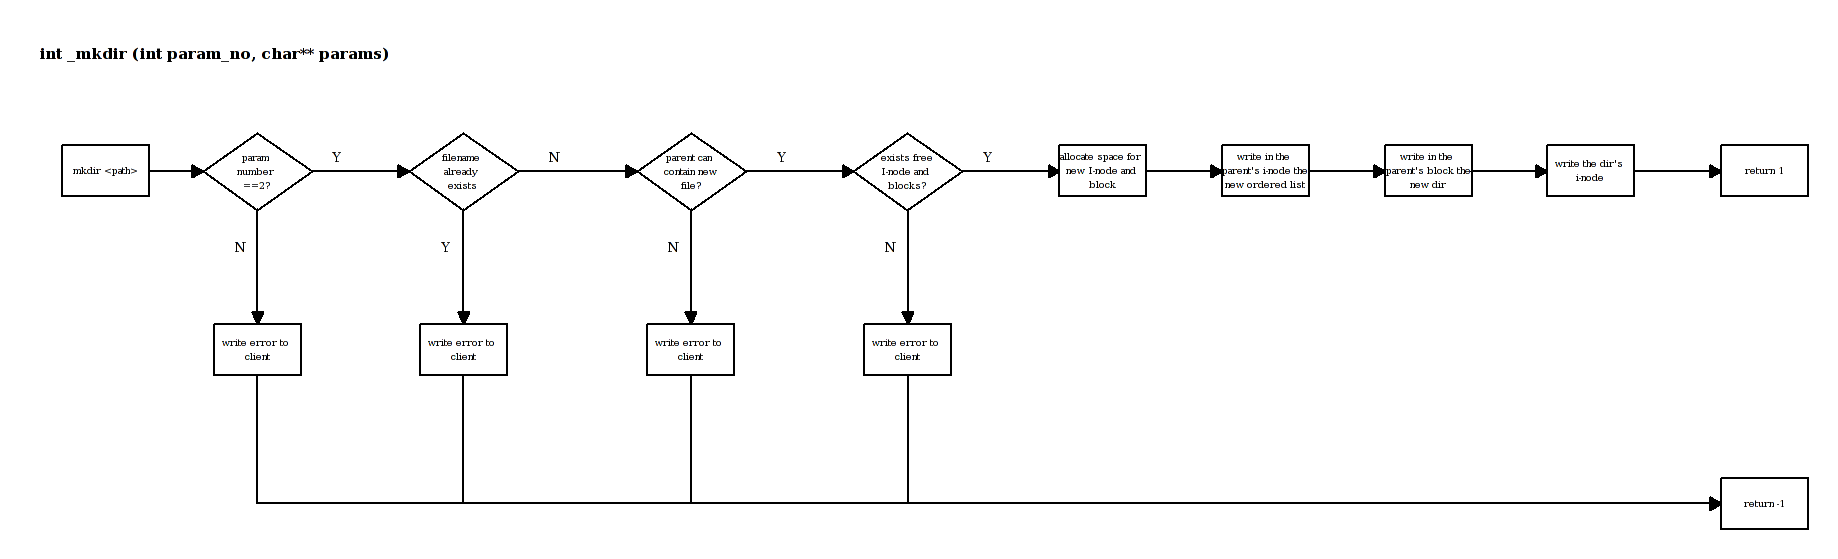 int _mkdir (int param_no, char** params)
mkdir <path>
param
number
==2?
Y
filename
already
exists
N
parent can
contain new
file?
Y
exists free
I-node and
blocks?
Y
allocate space for
new I-node and
block
write in the
parent's i-node the
new ordered list
write in the
parent's block the
new dir
write the dir's
i-node
return 1
N
Y
N
N
write error to
client
write error to
client
write error to
client
write error to
client
return -1